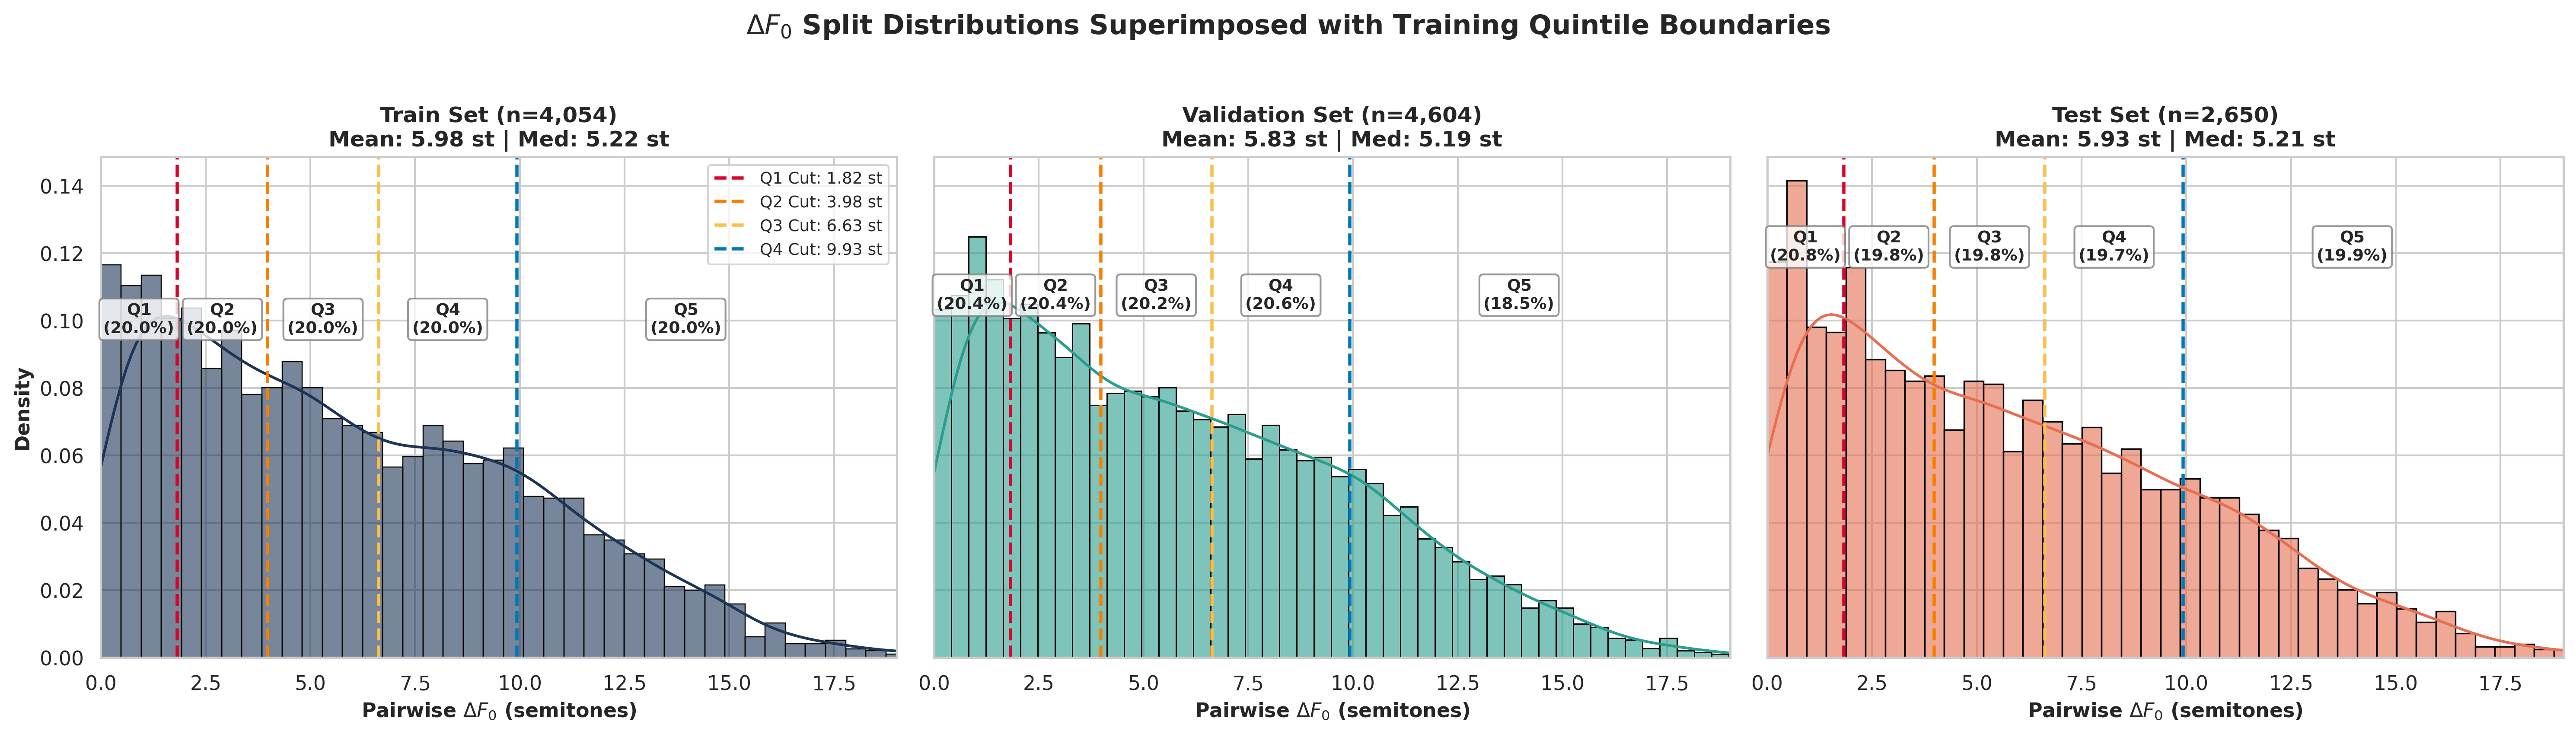 ΔF₀ Split Distributions Superimposed with Training Quintile Boundaries
Train Set (n=4,054)
Mean: 5.98 st | Med: 5.22 st
Q1 Cut: 1.82 st
Q2 Cut: 3.98 st
Q3 Cut: 6.63 st
Q4 Cut: 9.93 st
Q1
(20.0%)
Q2
(20.0%)
Q3
(20.0%)
Q4
(20.0%)
Q5
(20.0%)
Density
0.14
0.12
0.10
0.08
0.06
0.04
0.02
0.00
0.0 2.5 5.0 7.5 10.0 12.5 15.0 17.5
Pairwise ΔF₀ (semitones)
Validation Set (n=4,604)
Mean: 5.83 st | Med: 5.19 st
Q1
(20.4%)
Q2
(20.4%)
Q3
(20.2%)
Q4
(20.6%)
Q5
(18.5%)
0.0 2.5 5.0 7.5 10.0 12.5 15.0 17.5
Pairwise ΔF₀ (semitones)
Test Set (n=2,650)
Mean: 5.93 st | Med: 5.21 st
Q1
(20.8%)
Q2
(19.8%)
Q3
(19.8%)
Q4
(19.7%)
Q5
(19.9%)
0.0 2.5 5.0 7.5 10.0 12.5 15.0 17.5
Pairwise ΔF₀ (semitones)